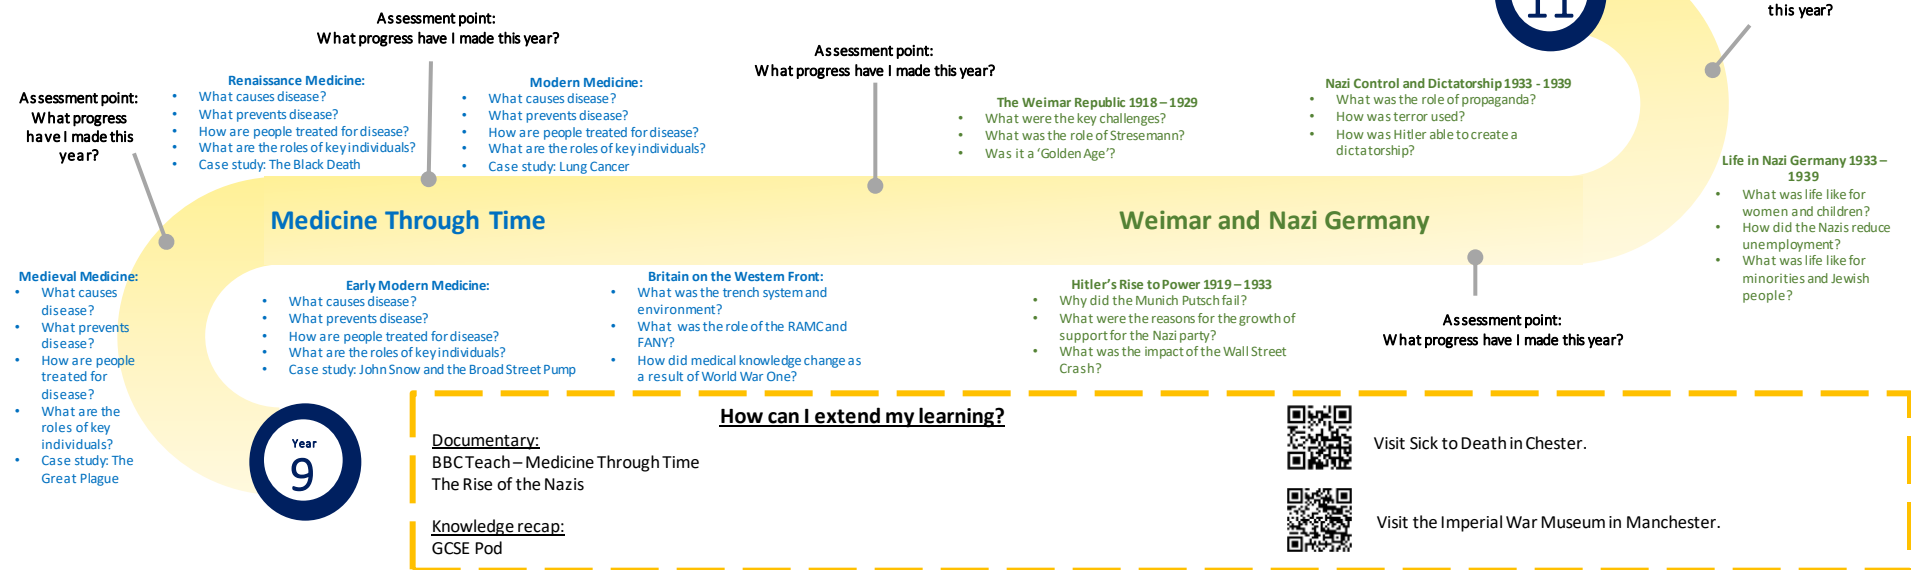 Assessment point:
What progress have I made this year?
11
this year?
Assessment point:
What progress have I made this year?
Assessment point:
What progress
have I made this
year?
Renaissance Medicine:
• What causes disease?
• What prevents disease?
• How are people treated for disease?
• What are the roles of key individuals?
• Case study: The Black Death
Modern Medicine:
• What causes disease?
• What prevents disease?
• How are people treated for disease?
• What are the roles of key individuals?
• Case study: Lung Cancer
The Weimar Republic 1918 – 1929
• What were the key challenges?
• What was the role of Stresemann?
• Was it a ‘Golden Age’?
Nazi Control and Dictatorship 1933 - 1939
• What was the role of propaganda?
• How was terror used?
• How was Hitler able to create a
dictatorship?
Life in Nazi Germany 1933 –
1939
• What was life like for
women and children?
• How did the Nazis reduce
unemployment?
• What was life like for
minorities and Jewish
people?
Medicine Through Time
Weimar and Nazi Germany
Medieval Medicine:
• What causes
disease?
• What prevents
disease?
• How are people
treated for
disease?
• What are the
roles of key
individuals?
• Case study: The
Great Plague
Early Modern Medicine:
• What causes disease?
• What prevents disease?
• How are people treated for disease?
• What are the roles of key individuals?
• Case study: John Snow and the Broad Street Pump
Britain on the Western Front:
• What was the trench system and
environment?
• What was the role of the RAMC and
FANY?
• How did medical knowledge change as
a result of World War One?
Hitler’s Rise to Power 1919 – 1933
• Why did the Munich Putsch fail?
• What were the reasons for the growth of
support for the Nazi party?
• What was the impact of the Wall Street
Crash?
Assessment point:
What progress have I made this year?
Year
9
How can I extend my learning?
Documentary:
BBC Teach – Medicine Through Time
The Rise of the Nazis
Knowledge recap:
GCSE Pod
Visit Sick to Death in Chester.
Visit the Imperial War Museum in Manchester.